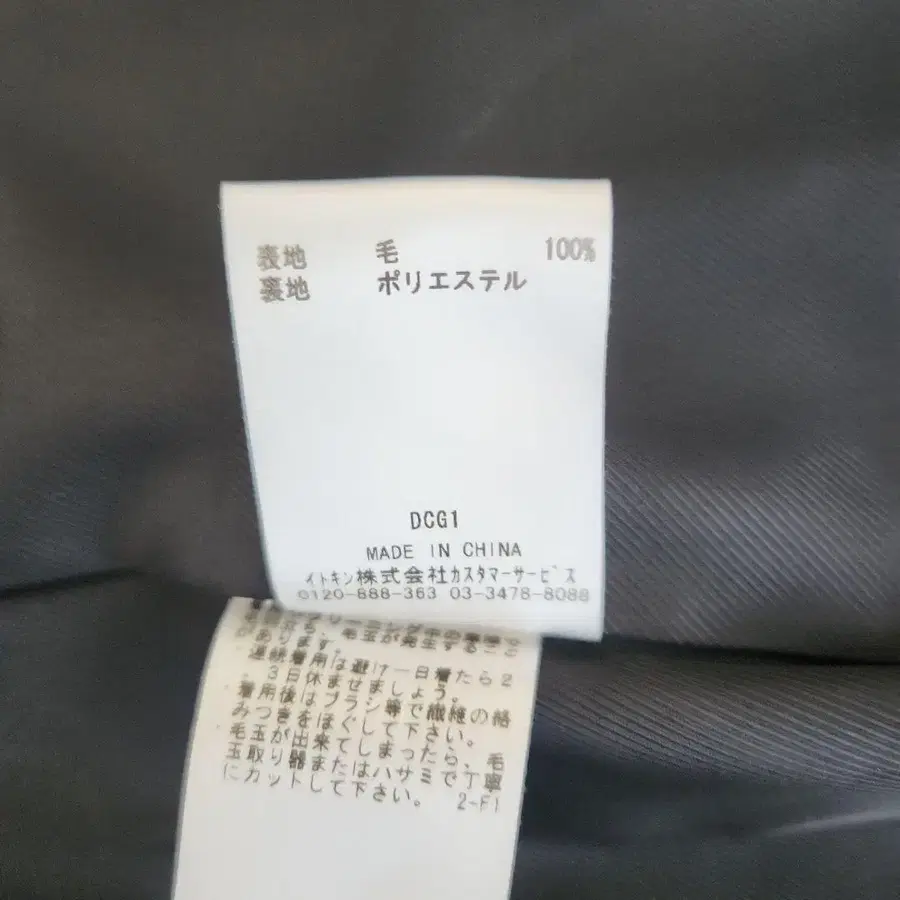 表地 毛 100%
裏地 ポリエステル
DCG1
MADE IN CHINA
イトキン株式会社カスタマーサービス
0120-888-363 03-3478-8088
毛玉が発生
あります。
連続着用は避け一日着たら2
、3日休ませましょう。
着用後はブラシ等で繊維の絡
みつきをほぐして下さい。
毛玉が出来てしまったら、毛
玉取り器またはハサミで丁寧
にカットして下さい。 2-F1